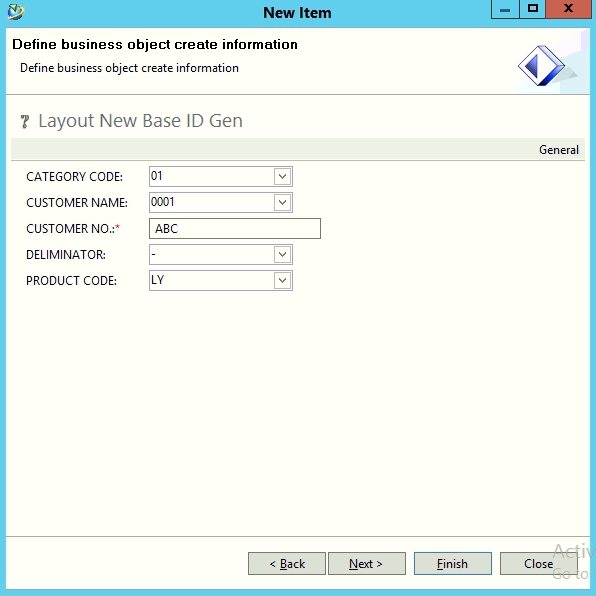 New Item
Define business object create information
Define business object create information
? Layout New Base ID Gen
General
CATEGORY CODE: 01
CUSTOMER NAME: 0001
CUSTOMER NO.:* ABC
DELIMINATOR: -
PRODUCT CODE: LY
< Back Next > Finish Close
Go to